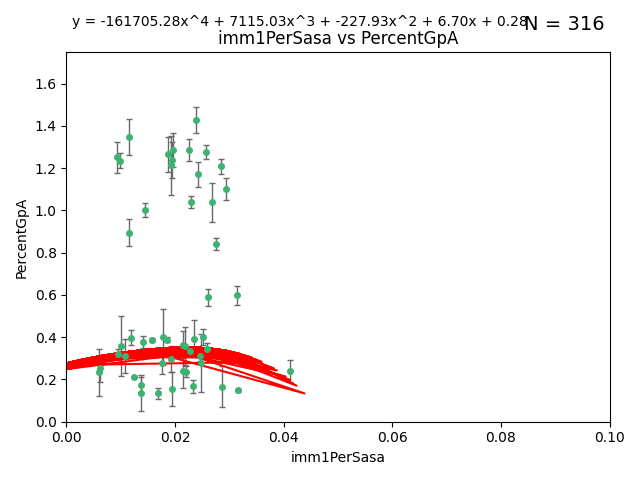 y = -161705.28x^4 + 7115.03x^3 + -227.93x^2 + 6.70x + 0.28
N = 316
imm1PerSasa vs PercentGpA
PercentGpA
1.6
1.4
1.2
1.0
0.8
0.6
0.4
0.2
0.0
0.00 0.02 0.04 0.06 0.08 0.10
imm1PerSasa